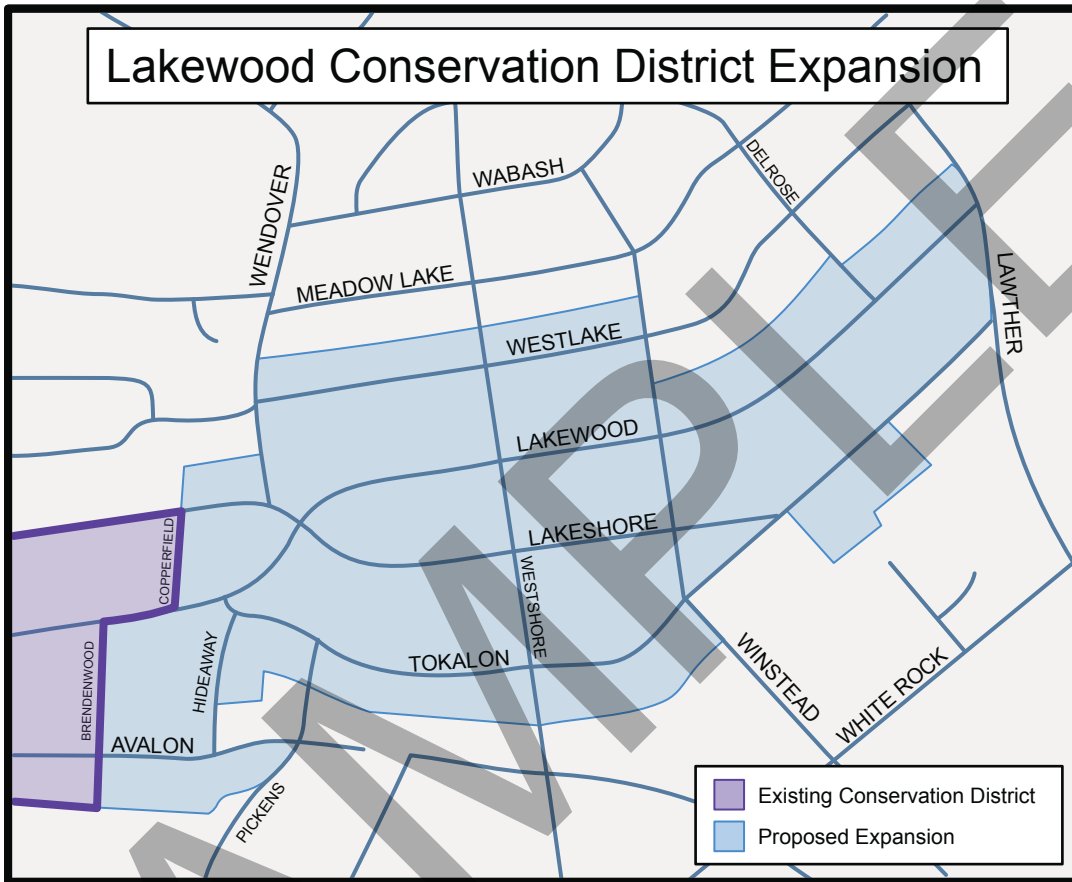 Lakewood Conservation District Expansion
WABASH
DELROSE
WENDOVER
MEADOW LAKE
LAWTHER
WESTLAKE
LAKEWOOD
LAKESHORE
COPPERFIELD
WESTSHORE
HIDEAWAY
BRENDENWOOD
TOKALON
WINSTEAD
WHITE ROCK
AVALON
PICKENS
Existing Conservation District
Proposed Expansion